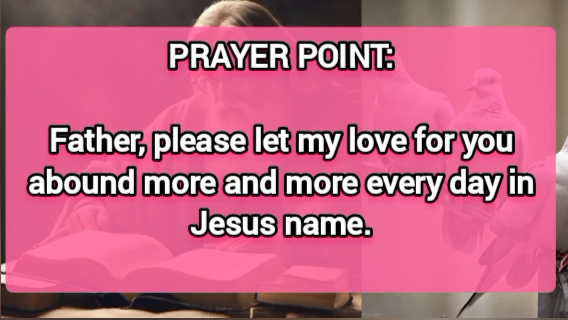 PRAYER POINT:
Father, please let my love for you
abound more and more every day in
Jesus name.